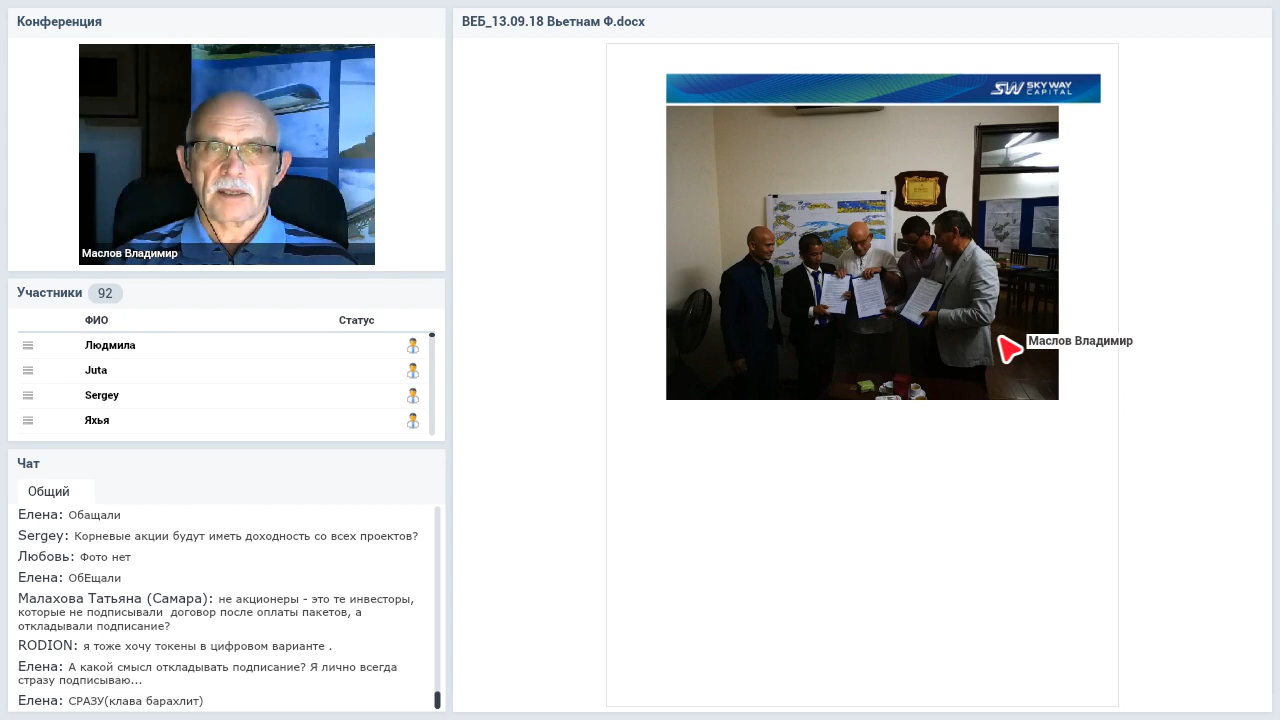 Конференция
Маслов Владимир
Участники 92
ФИО Статус
Людмила
Juta
Sergey
Яхья
Чат
Общий
Елена: Обащали
Sergey: Корневые акции будут иметь доходность со всех проектов?
Любовь: Фото нет
Елена: ОбЕщали
Малахова Татьяна (Самара): не акционеры - это те инвесторы,
которые не подписывали договор после оплаты пакетов, а
откладывали подписание?
RODION: я тоже хочу токены в цифровом варианте .
Елена: А какой смысл откладывать подписание? Я лично всегда
стразу подписываю...
Елена: СРАЗУ(клава барахлит)
ВЕБ_13.09.18 Вьетнам Ф.docx
SW SKY WAY
CAPITAL
Маслов Владимир